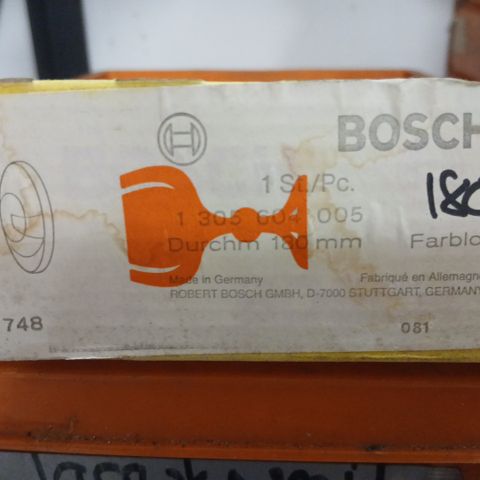 BOSCH
1 St./Pc.
180
1 305 604 005
Durchm 180 mm
Farblo
Made in Germany
Fabriqué en Allemagne
ROBERT BOSCH GMBH, D-7000 STUTTGART, GERMANY
748
081